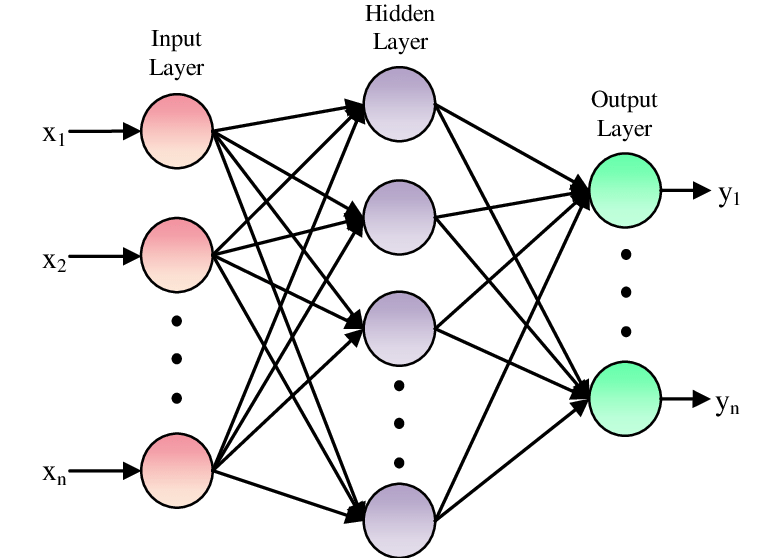 Hidden
Layer
Input
Layer
Output
Layer
x₁
y₁
x₂
yₙ
xₙ